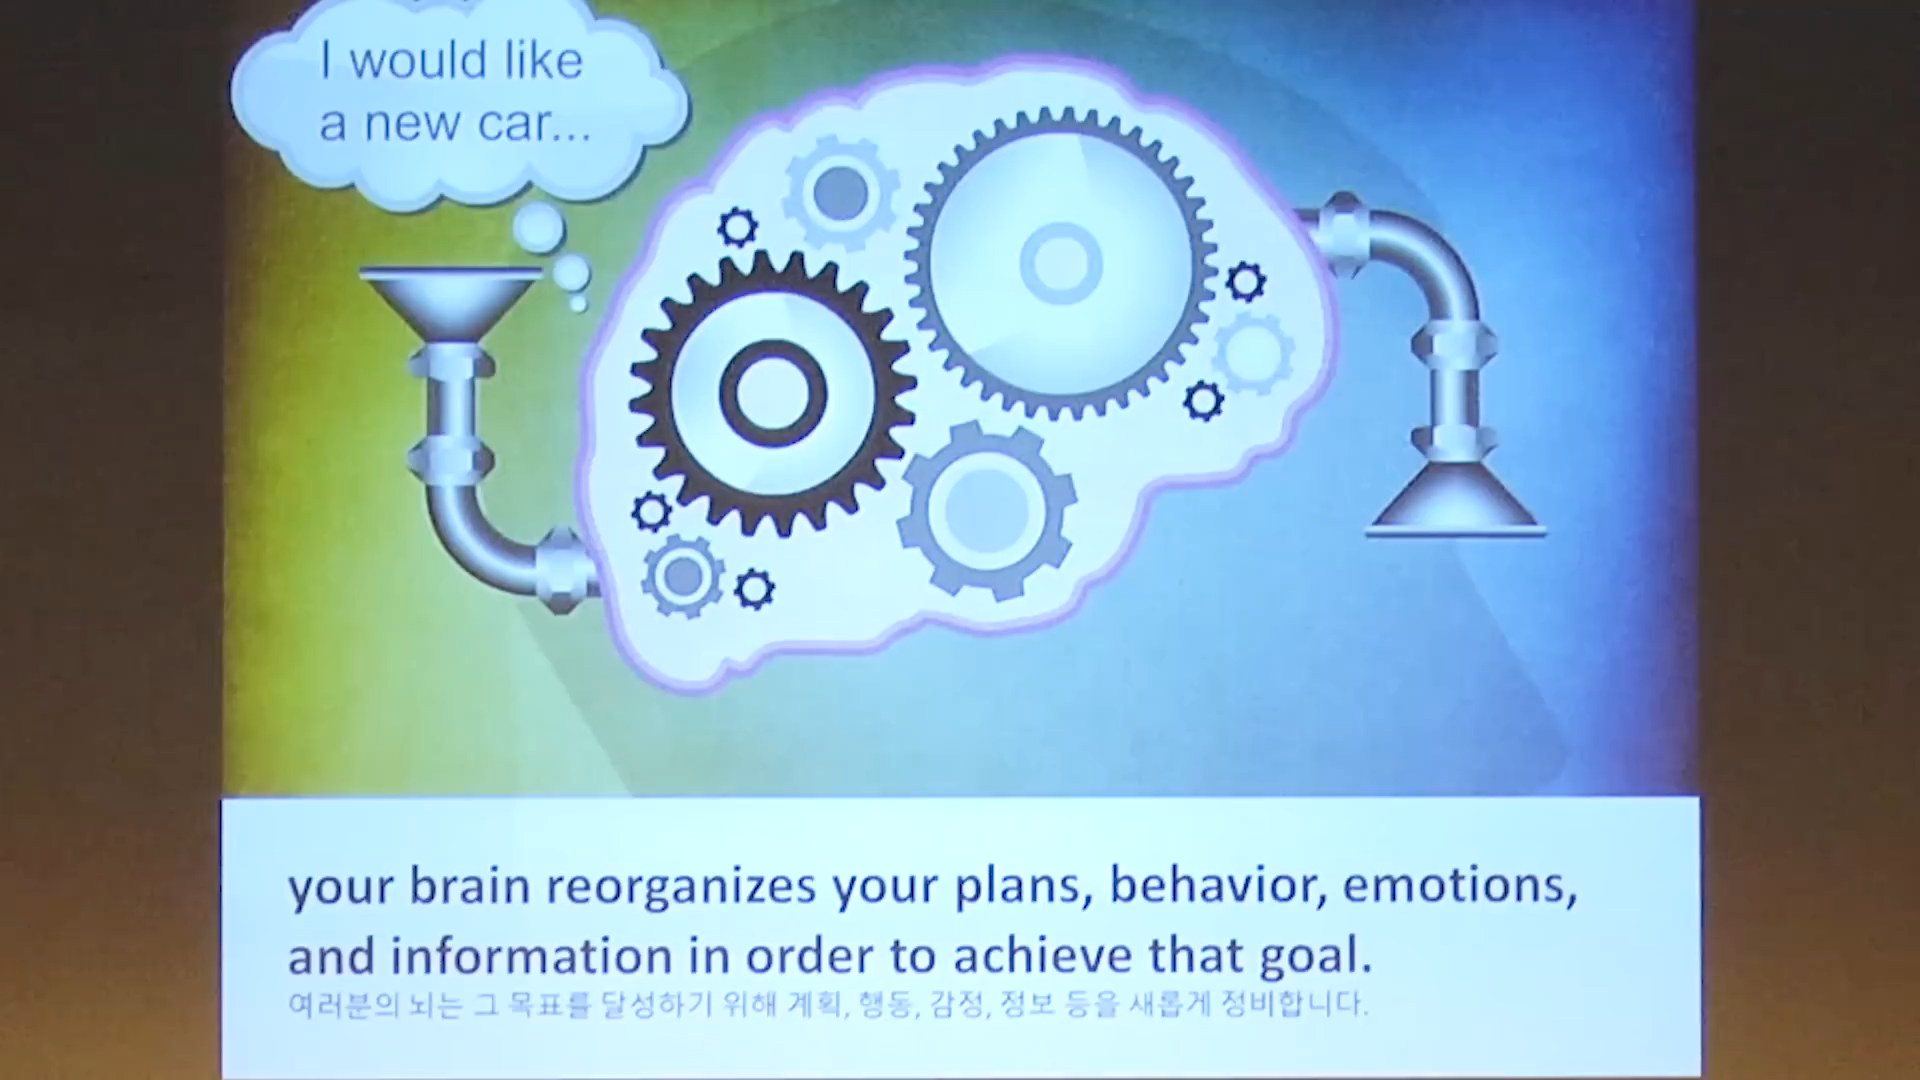 I would like
a new car...
your brain reorganizes your plans, behavior, emotions,
and information in order to achieve that goal.
여러분의 뇌는 그 목표를 달성하기 위해 계획, 행동, 감정, 정보 등을 새롭게 정비합니다.